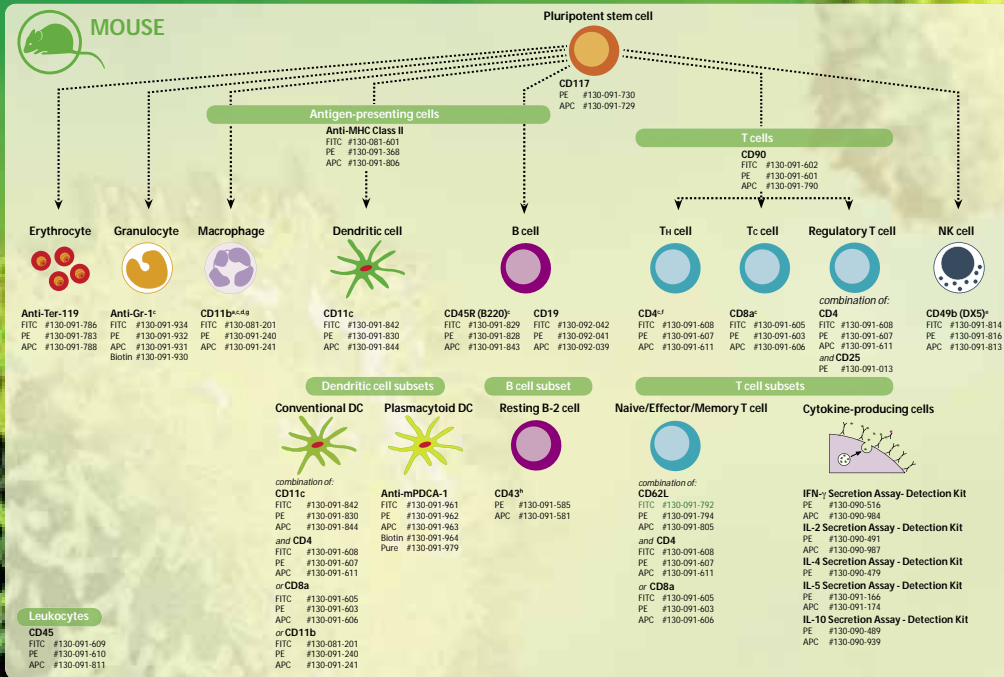 MOUSE
Pluripotent stem cell
CD117
PE #130-091-730
APC #130-091-729
Antigen-presenting cells
Anti-MHC Class II
FITC #130-081-601
PE #130-091-368
APC #130-091-806
T cells
CD90
FITC #130-091-602
PE #130-091-601
APC #130-091-790
Erythrocyte
Anti-Ter-119
FITC #130-091-786
PE #130-091-783
APC #130-091-788
Granulocyte
Anti-Gr-1c
FITC #130-091-934
PE #130-091-932
APC #130-091-931
Biotin #130-091-930
Macrophage
CD11ba,c,d,g
FITC #130-081-201
PE #130-091-240
APC #130-091-241
Dendritic cell
CD11c
FITC #130-091-842
PE #130-091-830
APC #130-091-844
B cell
CD45R (B220)c
FITC #130-091-829
PE #130-091-828
APC #130-091-843
CD19
FITC #130-092-042
PE #130-092-041
APC #130-092-039
TH cell
CD4c,f
FITC #130-091-608
PE #130-091-607
APC #130-091-611
TC cell
CD8ac
FITC #130-091-605
PE #130-091-603
APC #130-091-606
Regulatory T cell
combination of:
CD4
FITC #130-091-608
PE #130-091-607
APC #130-091-611
and CD25
PE #130-091-013
NK cell
CD49b (DX5)e
FITC #130-091-814
PE #130-091-816
APC #130-091-813
Dendritic cell subsets
Conventional DC
combination of:
CD11c
FITC #130-091-842
PE #130-091-830
APC #130-091-844
and CD4
FITC #130-091-608
PE #130-091-607
APC #130-091-611
or CD8a
FITC #130-091-605
PE #130-091-603
APC #130-091-606
or CD11b
FITC #130-081-201
PE #130-091-240
APC #130-091-241
Plasmacytoid DC
Anti-mPDCA-1
FITC #130-091-961
PE #130-091-962
APC #130-091-963
Biotin #130-091-964
Pure #130-091-979
B cell subset
Resting B-2 cell
CD43h
PE #130-091-585
APC #130-091-581
T cell subsets
Naive/Effector/Memory T cell
combination of:
CD62L
FITC #130-091-792
PE #130-091-794
APC #130-091-805
and CD4
FITC #130-091-608
PE #130-091-607
APC #130-091-611
or CD8a
FITC #130-091-605
PE #130-091-603
APC #130-091-606
Cytokine-producing cells
IFN-γ Secretion Assay- Detection Kit
PE #130-090-516
APC #130-090-984
IL-2 Secretion Assay - Detection Kit
PE #130-090-491
APC #130-090-987
IL-4 Secretion Assay - Detection Kit
PE #130-090-479
IL-5 Secretion Assay - Detection Kit
PE #130-091-166
APC #130-091-174
IL-10 Secretion Assay - Detection Kit
PE #130-090-489
APC #130-090-939
Leukocytes
CD45
FITC #130-091-609
PE #130-091-610
APC #130-091-811